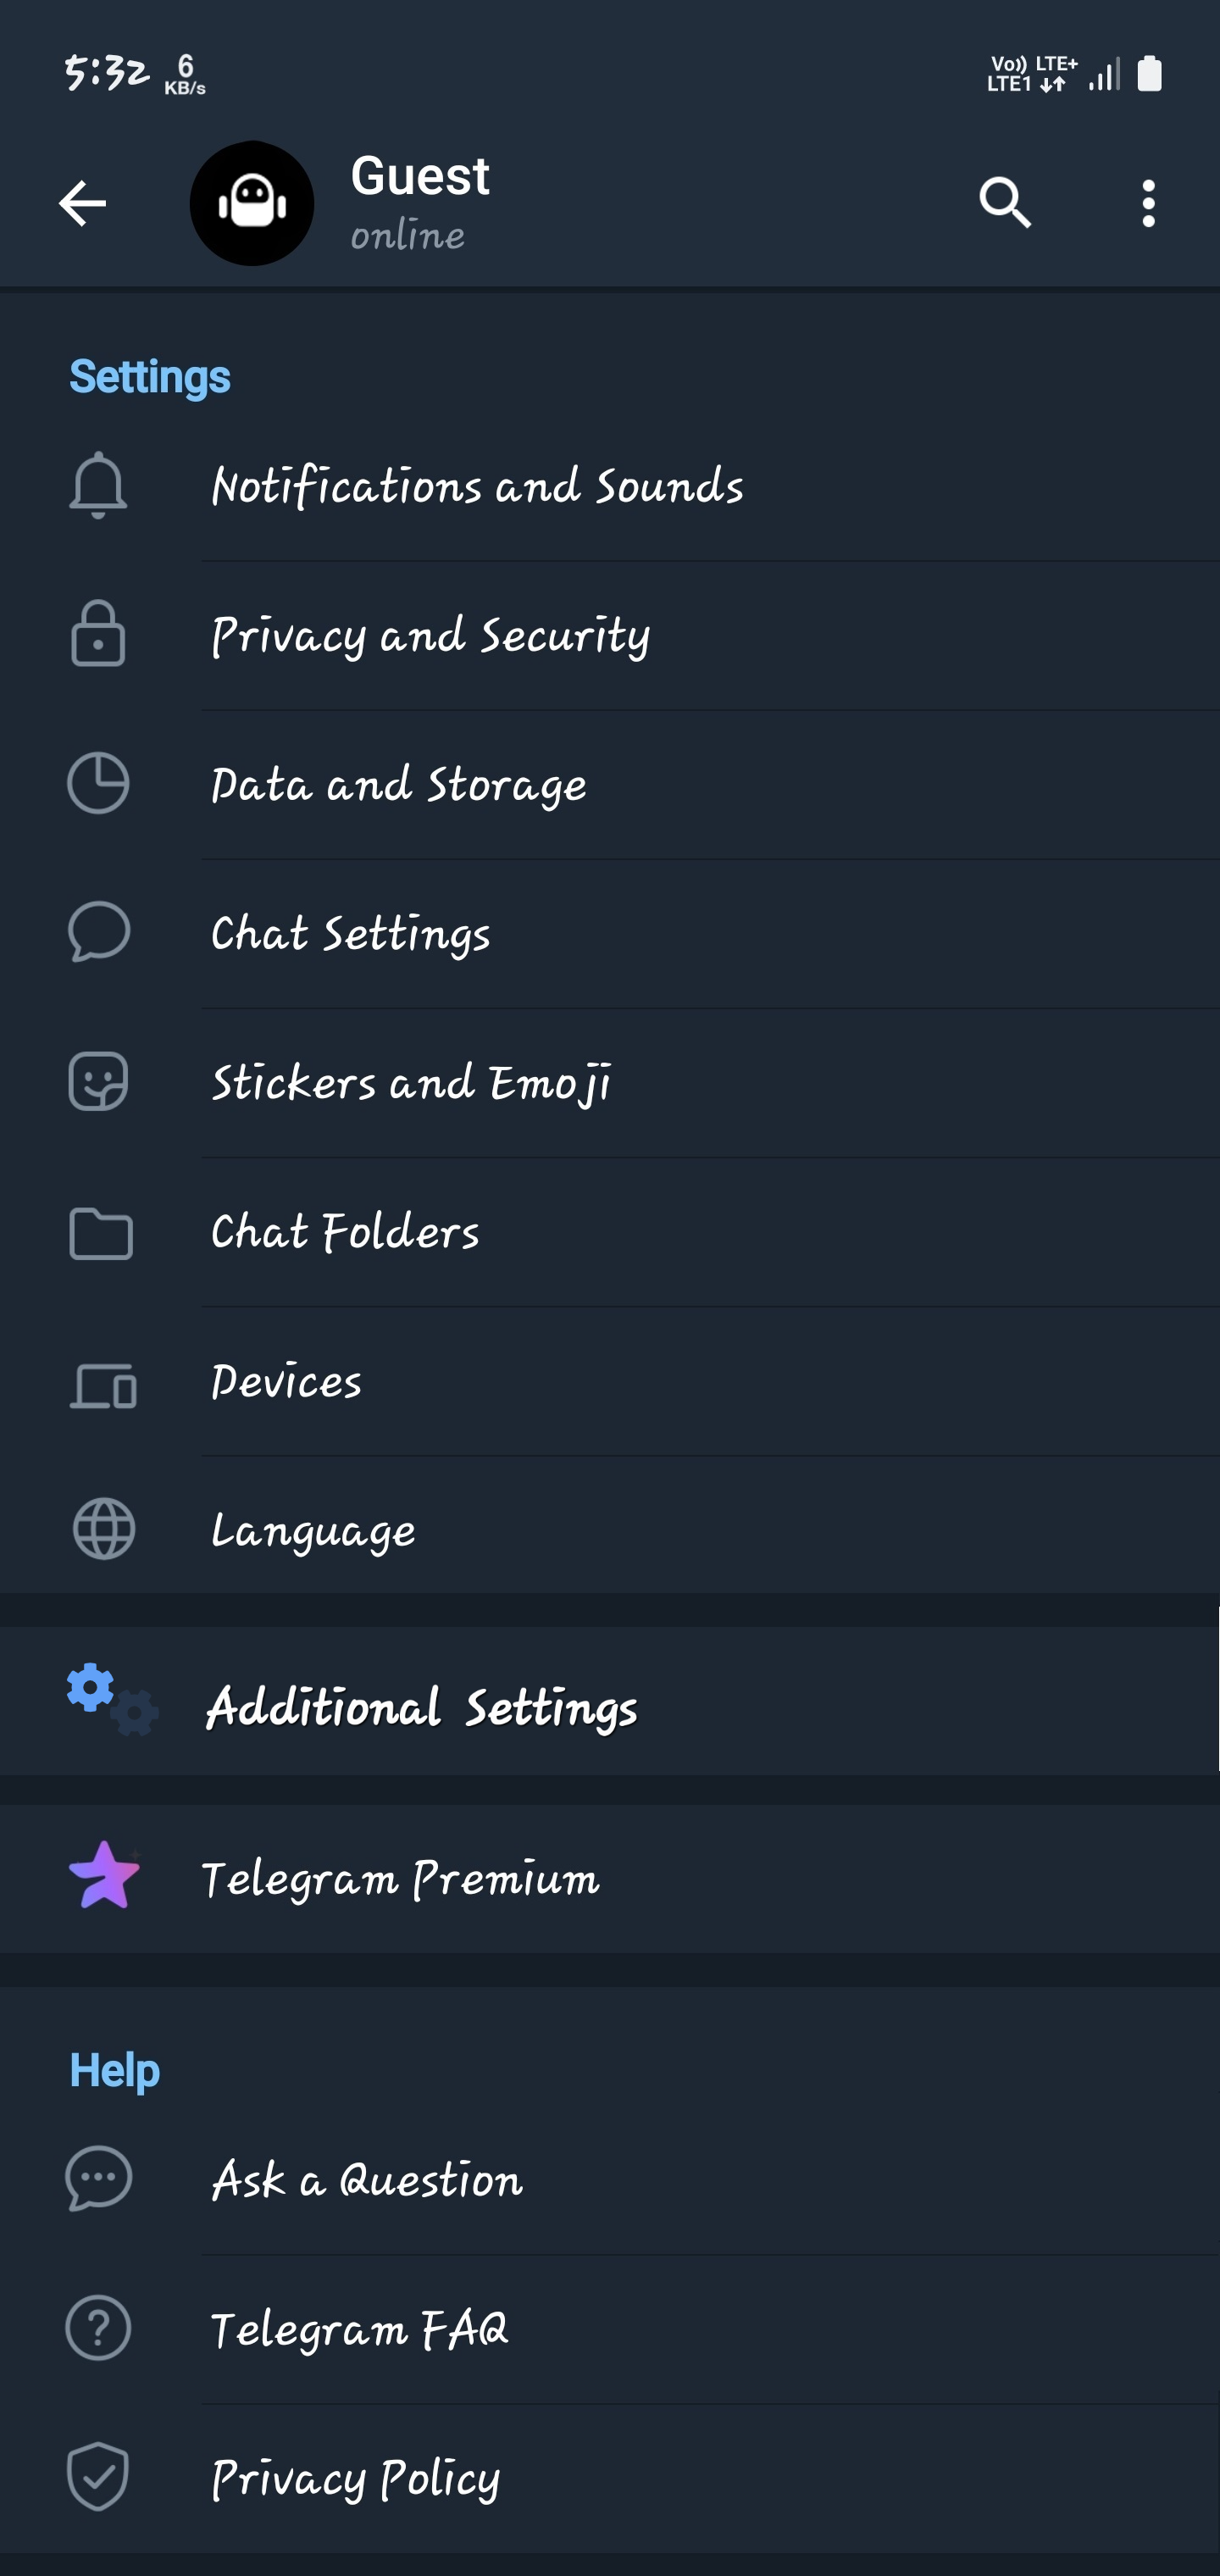 5:32 6 KB/s Vo)) LTE+ LTE1
Guest
online
Settings
Notifications and Sounds
Privacy and Security
Data and Storage
Chat Settings
Stickers and Emoji
Chat Folders
Devices
Language
Additional Settings
Telegram Premium
Help
Ask a Question
Telegram FAQ
Privacy Policy